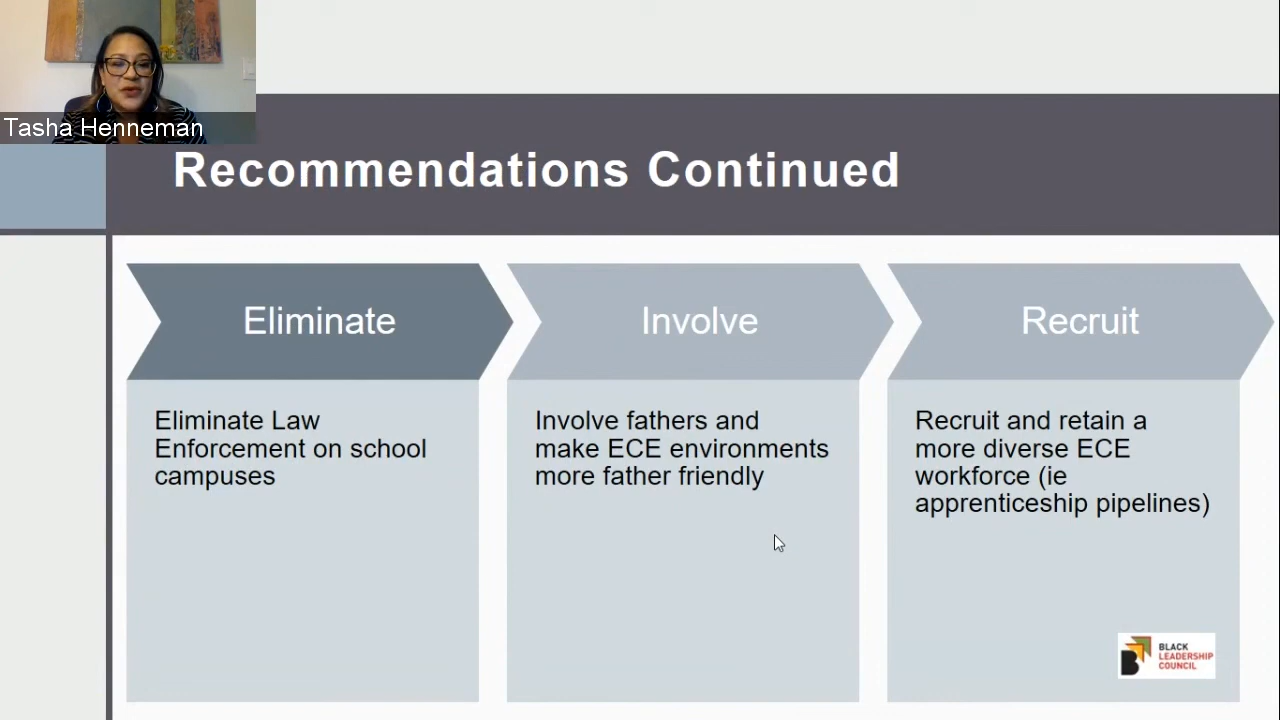 Tasha Henneman
Recommendations Continued
Eliminate
Eliminate Law
Enforcement on school
campuses
Involve
Involve fathers and
make ECE environments
more father friendly
Recruit
Recruit and retain a
more diverse ECE
workforce (ie
apprenticeship pipelines)
BLACK
LEADERSHIP
COUNCIL